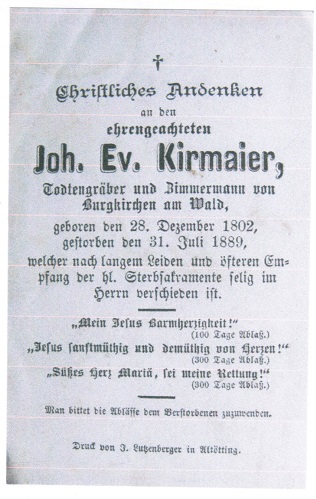 Christliches Andenken
an den
ehrengeachteten
Joh. Ev. Kirmaier,
Todtengräber und Zimmermann von
Burgkirchen am Wald,
geboren den 28. Dezember 1802,
gestorben den 31. Juli 1889,
welcher nach langem Leiden und öfteren Em-
pfang der hl. Sterbsakramente selig im
Herrn verschieden ist.
„Mein Jesus Barmherzigkeit!“
(100 Tage Ablaß.)
„Jesus sanftmüthig und demüthig von Herzen!“
(300 Tage Ablaß.)
„Süßes Herz Mariä, sei meine Rettung!“
(300 Tage Ablaß.)
Man bittet die Ablässe dem Verstorbenen zuzuwenden.
Druck von J. Lutzenberger in Altötting.